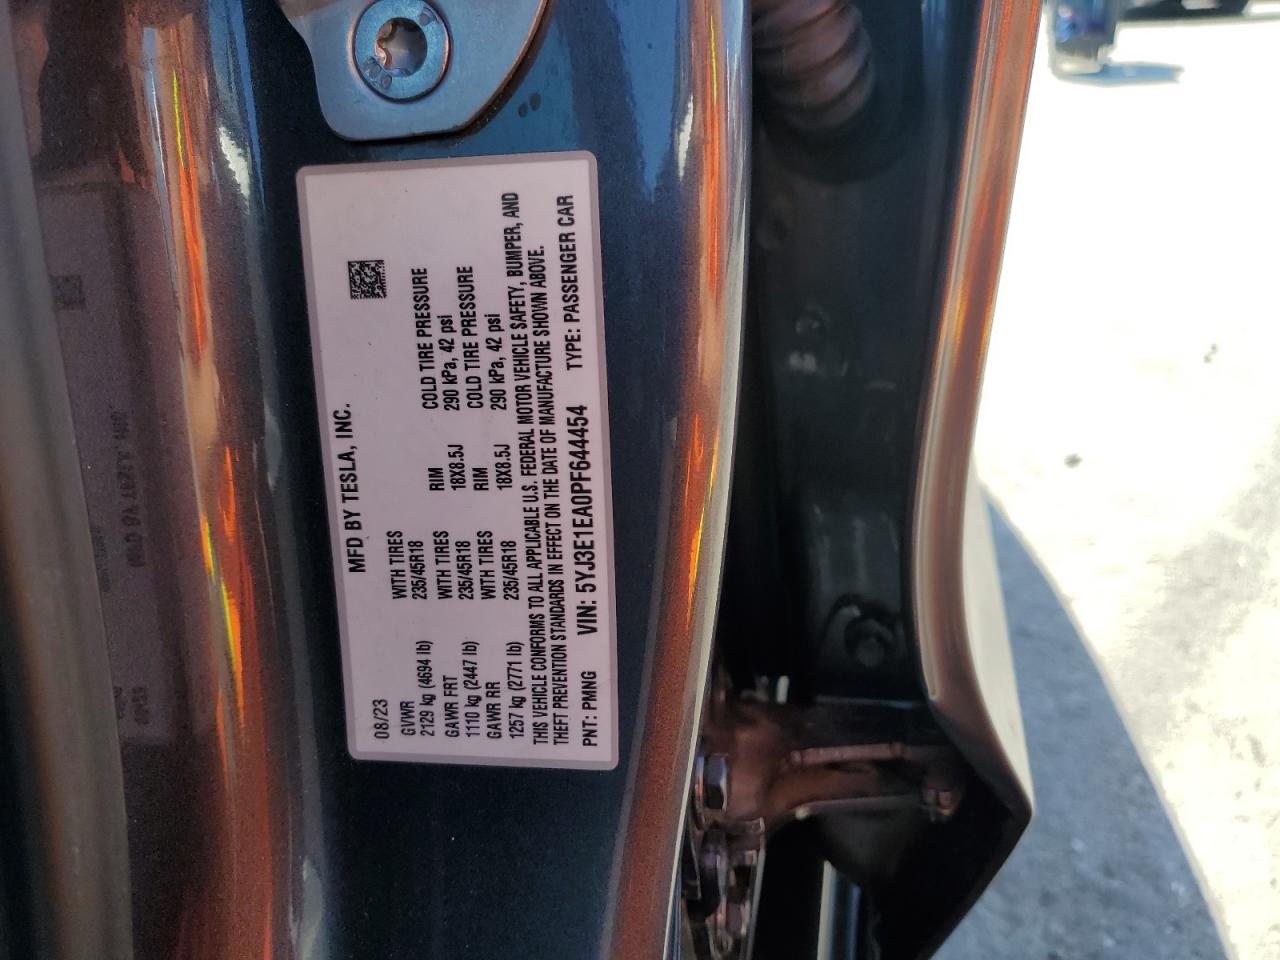 MFD BY TESLA, INC.
08/23
GVWR WITH TIRES RIM COLD TIRE PRESSURE
2129 kg (4694 lb) 235/45R18 18X8.5J 290 kPa, 42 psi
GAWR FRT WITH TIRES RIM COLD TIRE PRESSURE
1110 kg (2447 lb) 235/45R18 18X8.5J 290 kPa, 42 psi
GAWR RR WITH TIRES
1257 kg (2771 lb) 235/45R18
THIS VEHICLE CONFORMS TO ALL APPLICABLE U.S. FEDERAL MOTOR VEHICLE SAFETY, BUMPER, AND
THEFT PREVENTION STANDARDS IN EFFECT ON THE DATE OF MANUFACTURE SHOWN ABOVE.
PNT: PMNG VIN: 5YJ3E1EA0PF644454 TYPE: PASSENGER CAR